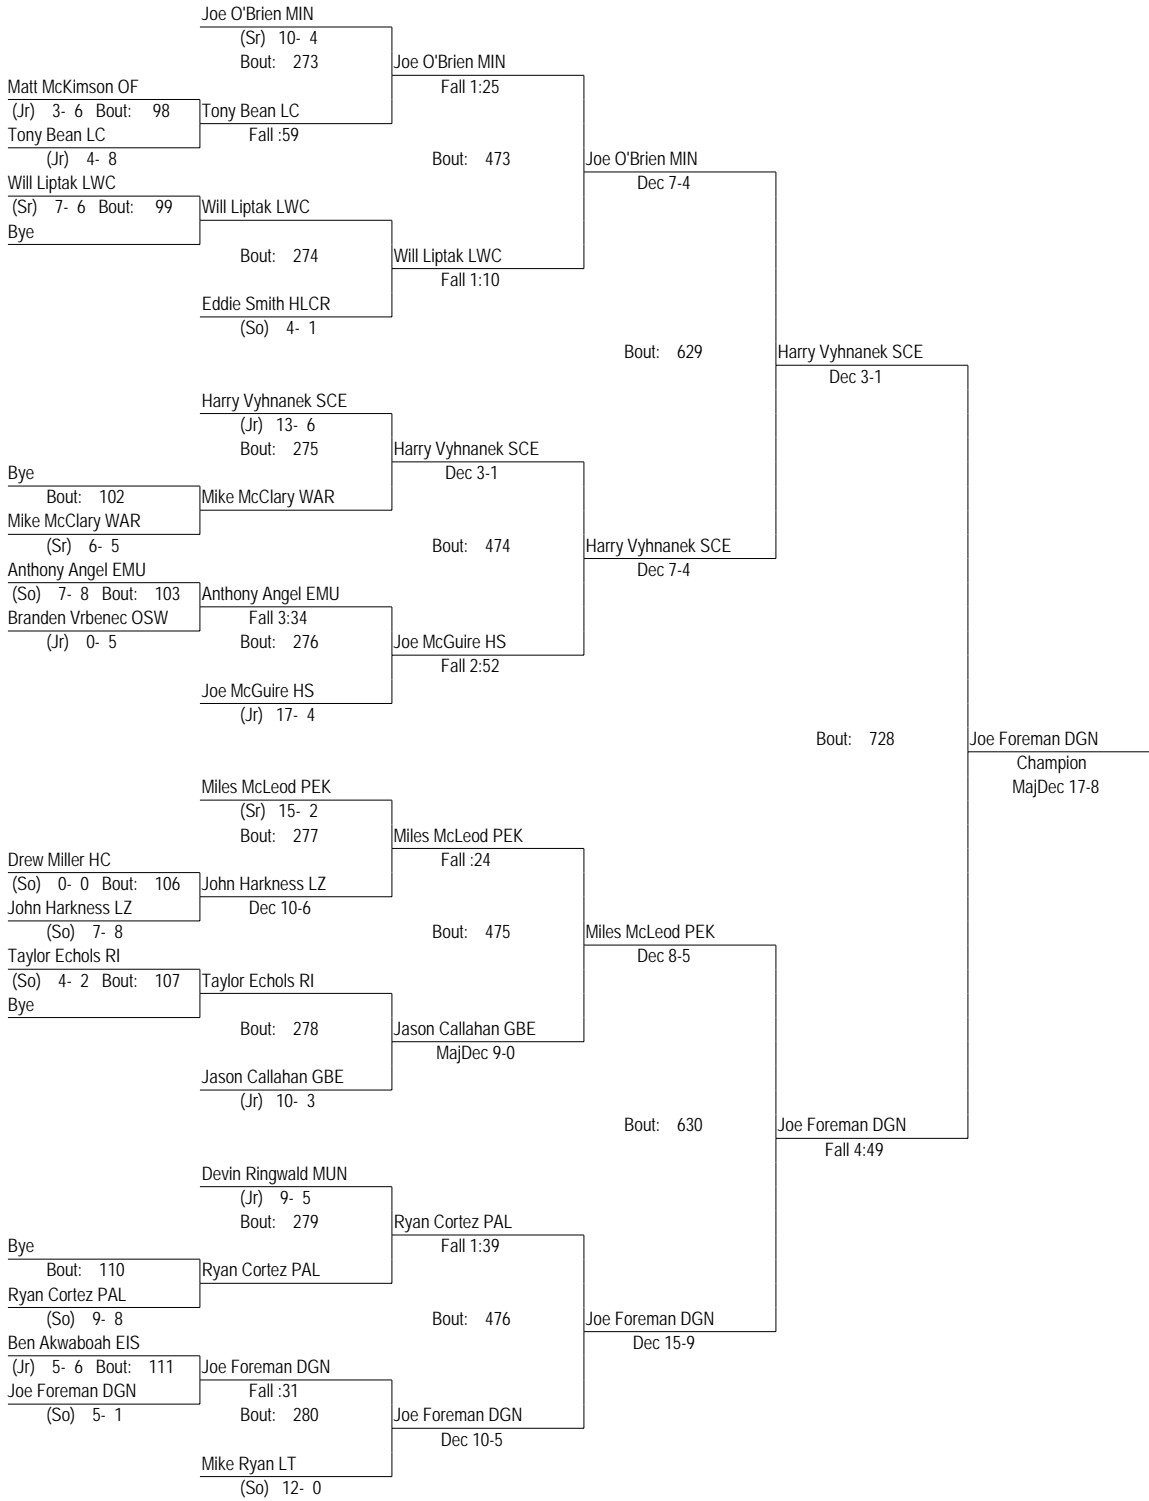 Joe O'Brien MIN
(Sr) 10- 4
Bout: 273
Joe O'Brien MIN
Fall 1:25
Matt McKimson OF
(Jr) 3- 6 Bout: 98
Tony Bean LC
Tony Bean LC
Fall :59
(Jr) 4- 8
Bout: 473
Joe O'Brien MIN
Dec 7-4
Will Liptak LWC
(Sr) 7- 6 Bout: 99
Will Liptak LWC
Bye
Bout: 274
Will Liptak LWC
Fall 1:10
Eddie Smith HLCR
(So) 4- 1
Bout: 629
Harry Vyhnanek SCE
Dec 3-1
Harry Vyhnanek SCE
(Jr) 13- 6
Bout: 275
Harry Vyhnanek SCE
Dec 3-1
Bye
Bout: 102
Mike McClary WAR
Mike McClary WAR
(Sr) 6- 5
Bout: 474
Harry Vyhnanek SCE
Dec 7-4
Anthony Angel EMU
(So) 7- 8 Bout: 103
Anthony Angel EMU
Branden Vrbenec OSW
Fall 3:34
(Jr) 0- 5
Bout: 276
Joe McGuire HS
Fall 2:52
Joe McGuire HS
(Jr) 17- 4
Bout: 728
Joe Foreman DGN
Champion
MajDec 17-8
Miles McLeod PEK
(Sr) 15- 2
Bout: 277
Miles McLeod PEK
Fall :24
Drew Miller HC
(So) 0- 0 Bout: 106
John Harkness LZ
John Harkness LZ
Dec 10-6
(So) 7- 8
Bout: 475
Miles McLeod PEK
Dec 8-5
Taylor Echols RI
(So) 4- 2 Bout: 107
Taylor Echols RI
Bye
Bout: 278
Jason Callahan GBE
MajDec 9-0
Jason Callahan GBE
(Jr) 10- 3
Bout: 630
Joe Foreman DGN
Fall 4:49
Devin Ringwald MUN
(Jr) 9- 5
Bout: 279
Ryan Cortez PAL
Fall 1:39
Bye
Bout: 110
Ryan Cortez PAL
Ryan Cortez PAL
(So) 9- 8
Bout: 476
Joe Foreman DGN
Dec 15-9
Ben Akwaboah EIS
(Jr) 5- 6 Bout: 111
Joe Foreman DGN
Joe Foreman DGN
Fall :31
(So) 5- 1
Bout: 280
Joe Foreman DGN
Dec 10-5
Mike Ryan LT
(So) 12- 0